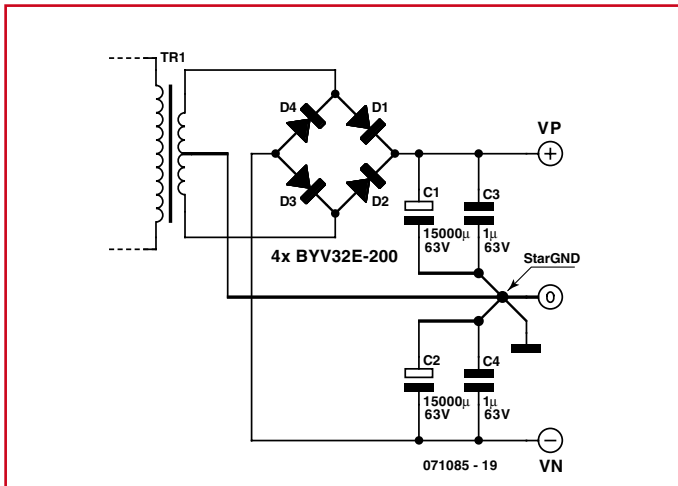 TR1
D4
D1
D3
D2
4x BYV32E-200
C1
15000µ
63V
C3
1µ
63V
VP
+
StarGND
0
C2
15000µ
63V
C4
1µ
63V
−
VN
071085 - 19